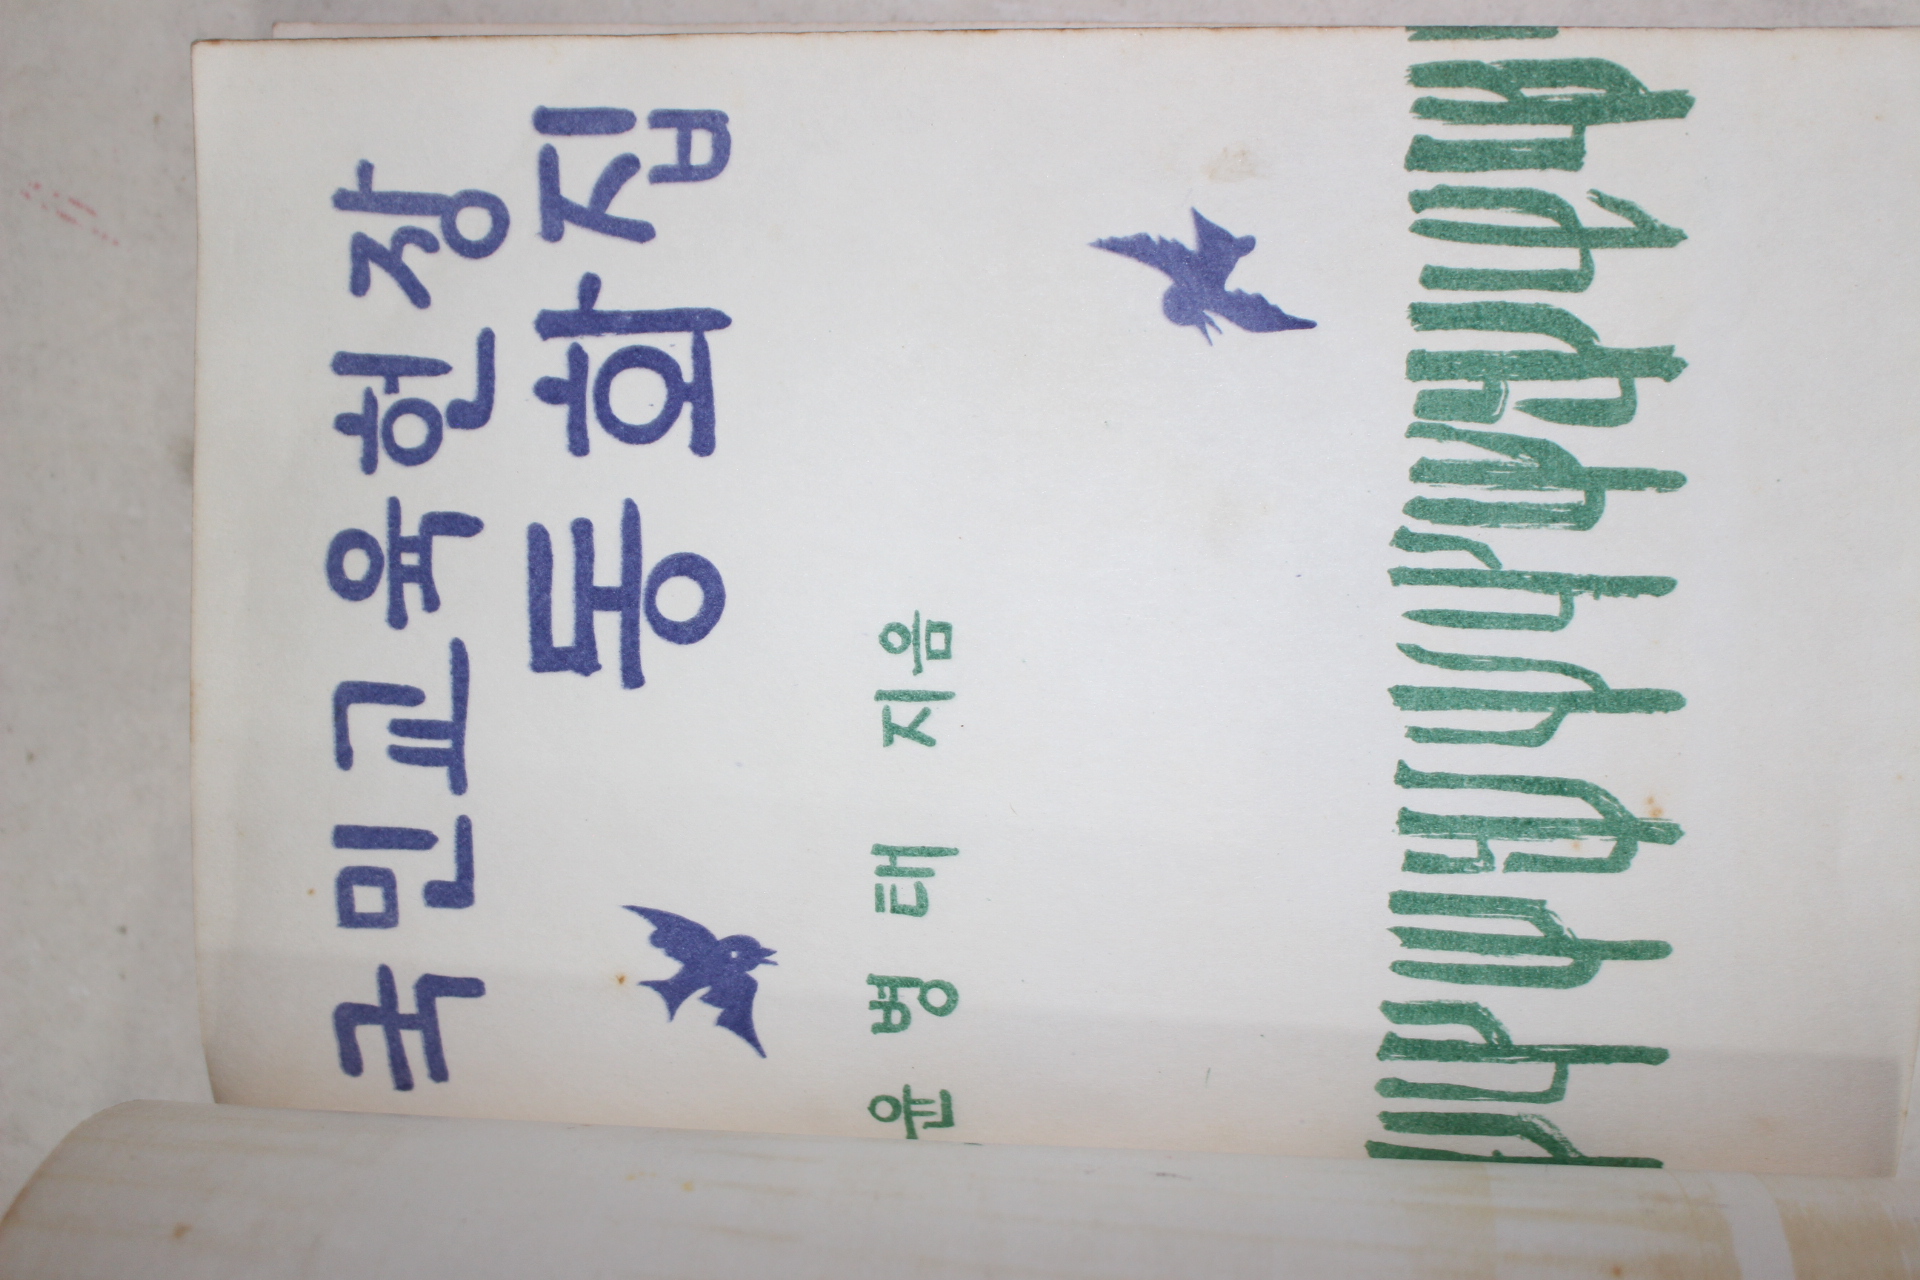 국민교육헌장
동화집
윤병태 지음